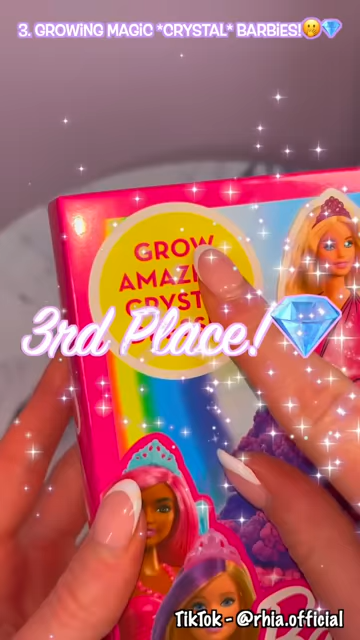 3. GROWING MAGIC *CRYSTAL* BARBIES!🤫💎
GROW
AMAZ
CRYST
3rd Place!💎
TikTok - @rhia.official